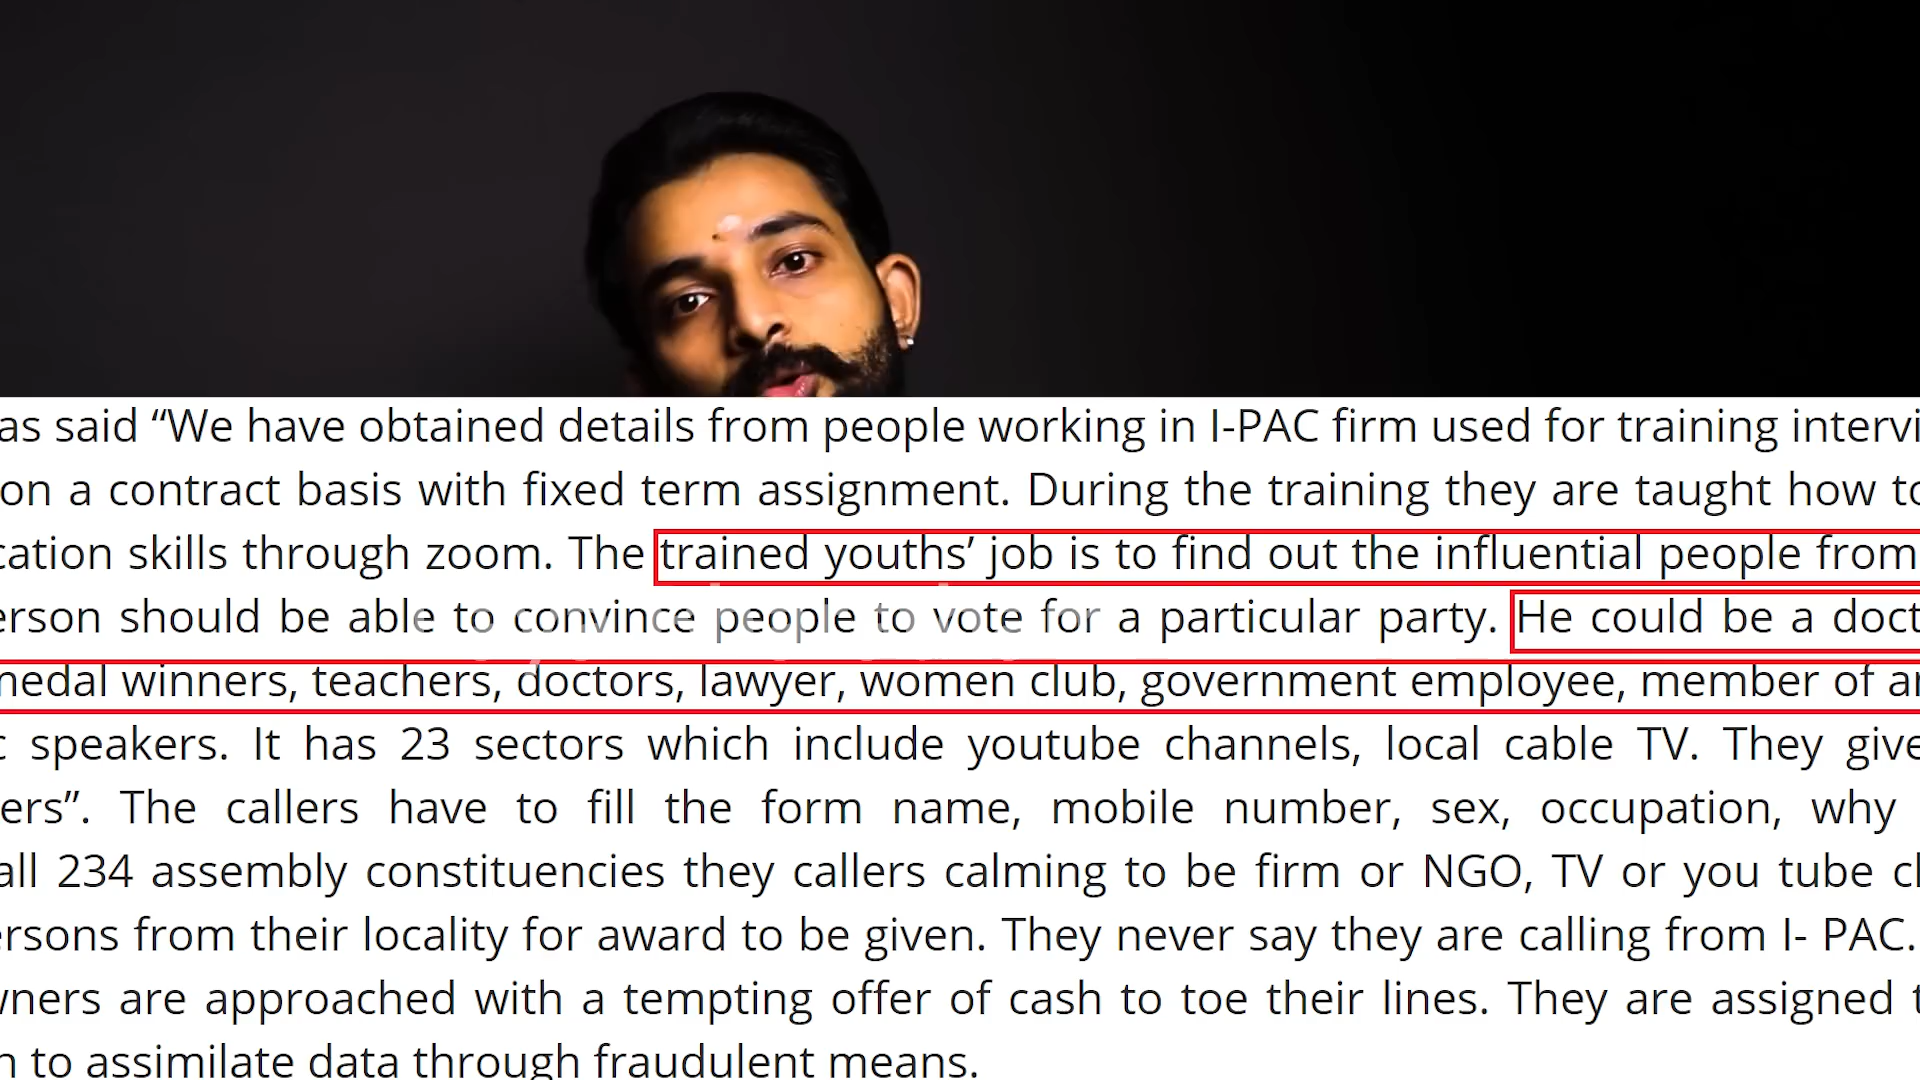 as said “We have obtained details from people working in I-PAC firm used for training intervi
on a contract basis with fixed term assignment. During the training they are taught how to
cation skills through zoom. The trained youths’ job is to find out the influential people from
erson should be able to convince people to vote for a particular party. He could be a doct
medal winners, teachers, doctors, lawyer, women club, government employee, member of an
c speakers. It has 23 sectors which include youtube channels, local cable TV. They give
ers”. The callers have to fill the form name, mobile number, sex, occupation, why
all 234 assembly constituencies they callers calming to be firm or NGO, TV or you tube cl
ersons from their locality for award to be given. They never say they are calling from I- PAC.
wners are approached with a tempting offer of cash to toe their lines. They are assigned t
n to assimilate data through fraudulent means.